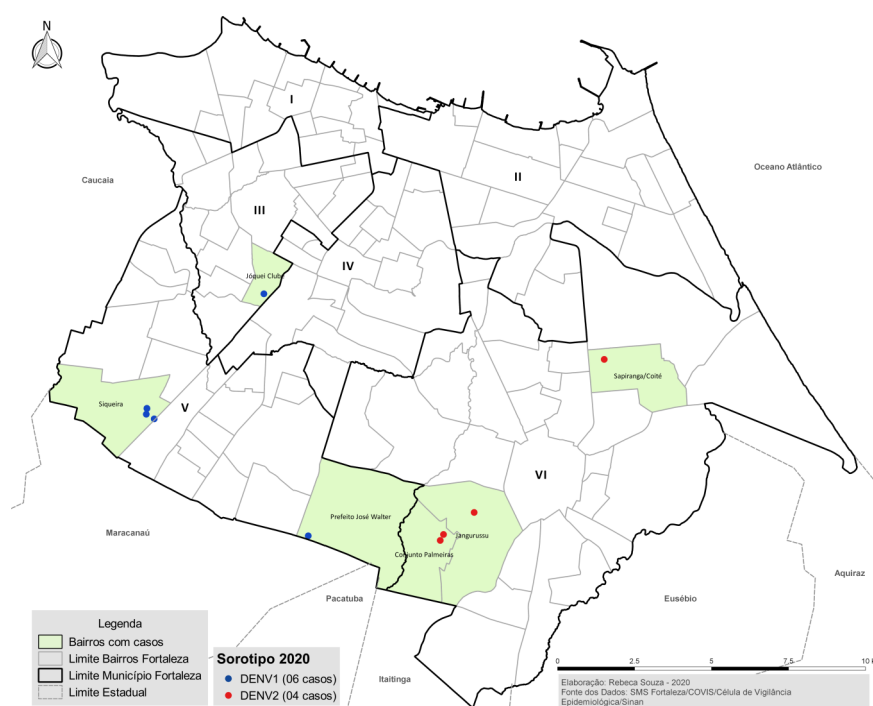 N
I
II
Oceano Atlântico
Caucaia
III
IV
Jóquei Clube
Sapiranga/Coité
Siqueira
V
VI
Prefeito José Walter
Jangurussu
Maracanaú
Conjunto Palmeiras
Aquiraz
Pacatuba
Eusébio
Itaitinga
Legenda
Bairros com casos
Limite Bairros Fortaleza
Limite Município Fortaleza
Limite Estadual
Sorotipo 2020
DENV1 (06 casos)
DENV2 (04 casos)
0 2.5 5 7.5 10
Elaboração: Rebeca Souza - 2020
Fonte dos Dados: SMS Fortaleza/COVIS/Célula de Vigilância
Epidemiológica/Sinan